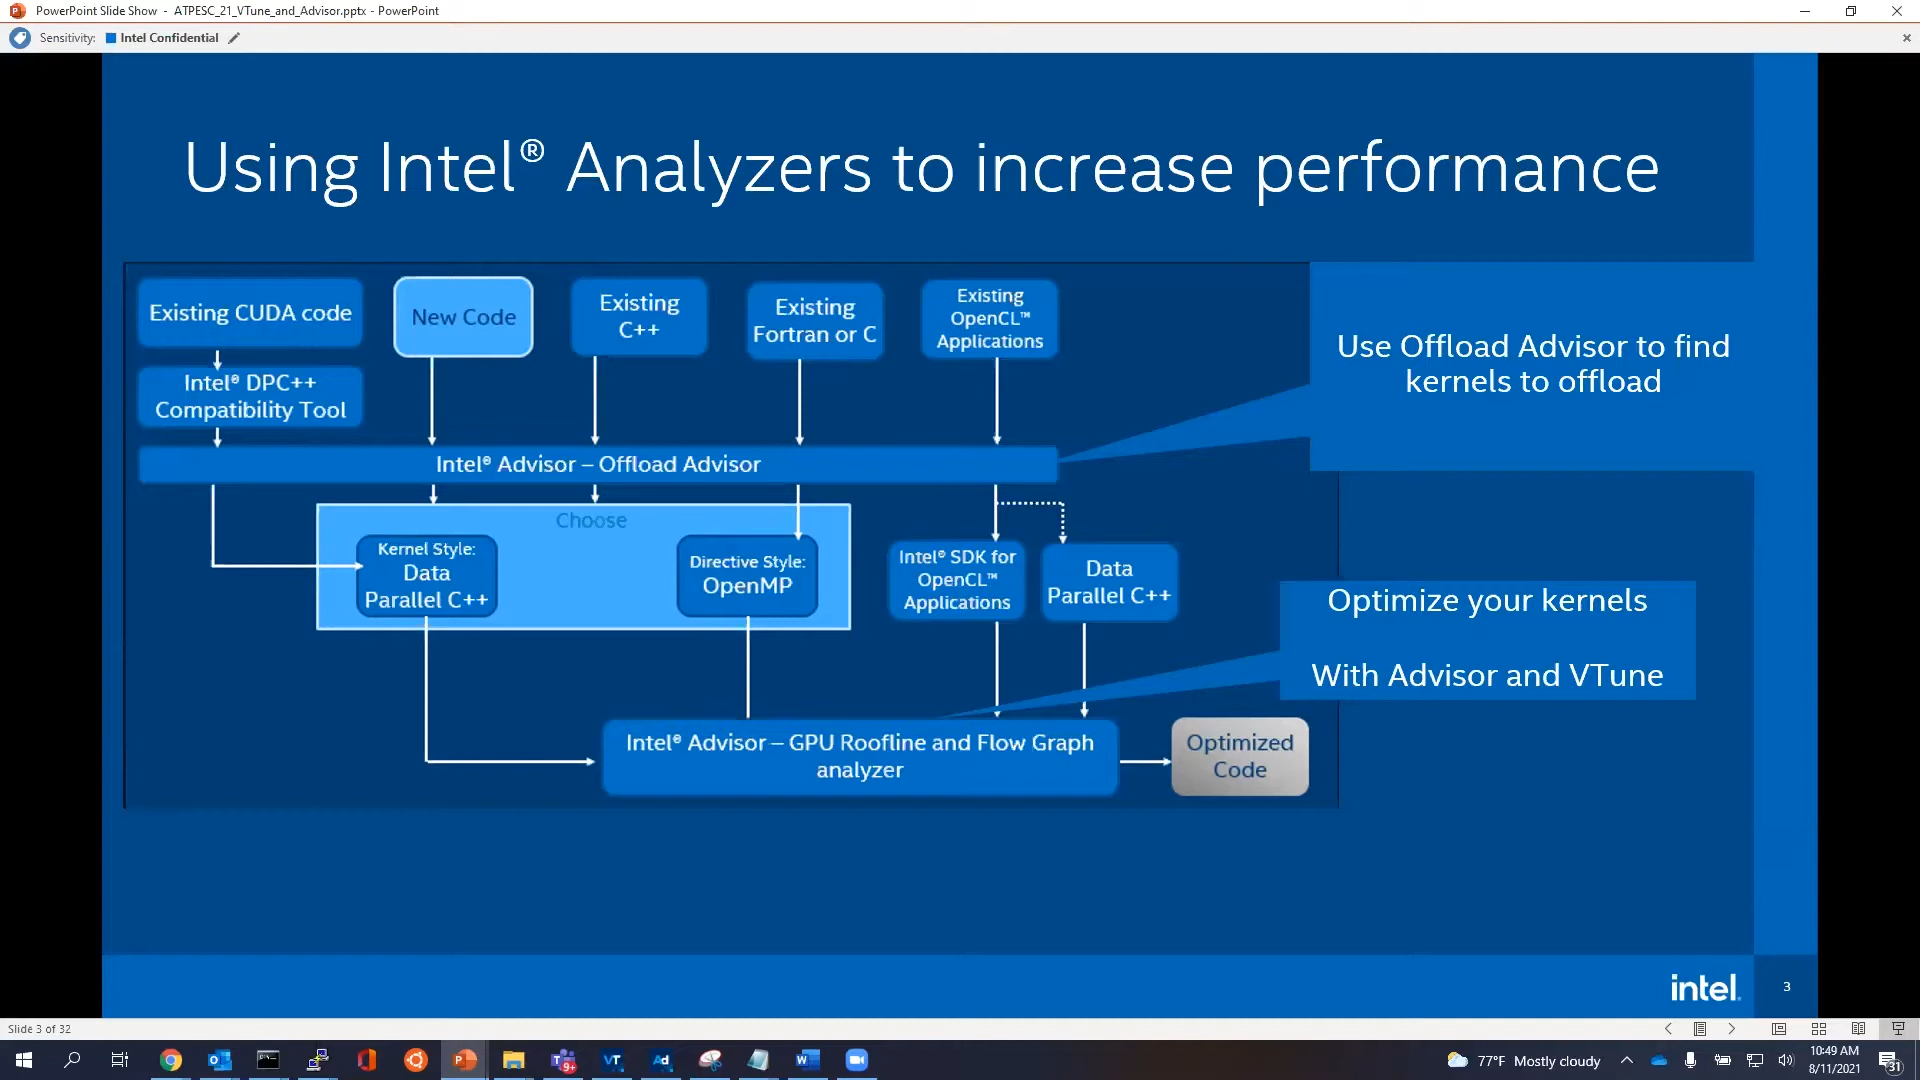 PowerPoint Slide Show - ATPESC_21_VTune_and_Advisor.pptx - PowerPoint
Sensitivity: Intel Confidential
Using Intel® Analyzers to increase performance
Existing CUDA code
New Code
Existing
C++
Existing
Fortran or C
Existing
OpenCL™
Applications
Use Offload Advisor to find
kernels to offload
Intel® DPC++
Compatibility Tool
Intel® Advisor – Offload Advisor
Choose
Kernel Style:
Data
Parallel C++
Directive Style:
OpenMP
Intel® SDK for
OpenCL™
Applications
Data
Parallel C++
Optimize your kernels
With Advisor and VTune
Intel® Advisor – GPU Roofline and Flow Graph
analyzer
Optimized
Code
intel.
3
Slide 3 of 32
9+
VT
Ad
77°F Mostly cloudy
10:49 AM
8/11/2021
31